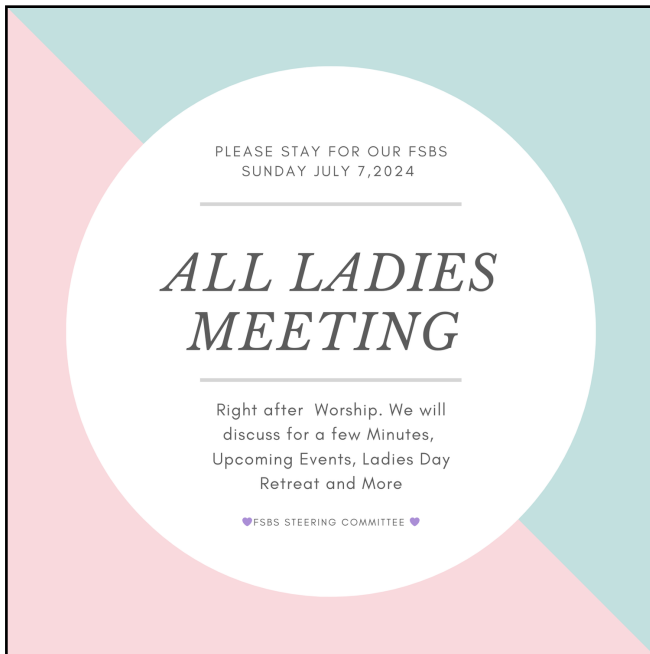 PLEASE STAY FOR OUR FSBS
SUNDAY JULY 7,2024
ALL LADIES
MEETING
Right after  Worship. We will
discuss for a few Minutes,
Upcoming Events, Ladies Day
Retreat and More
💜FSBS STEERING COMMITTEE 💜